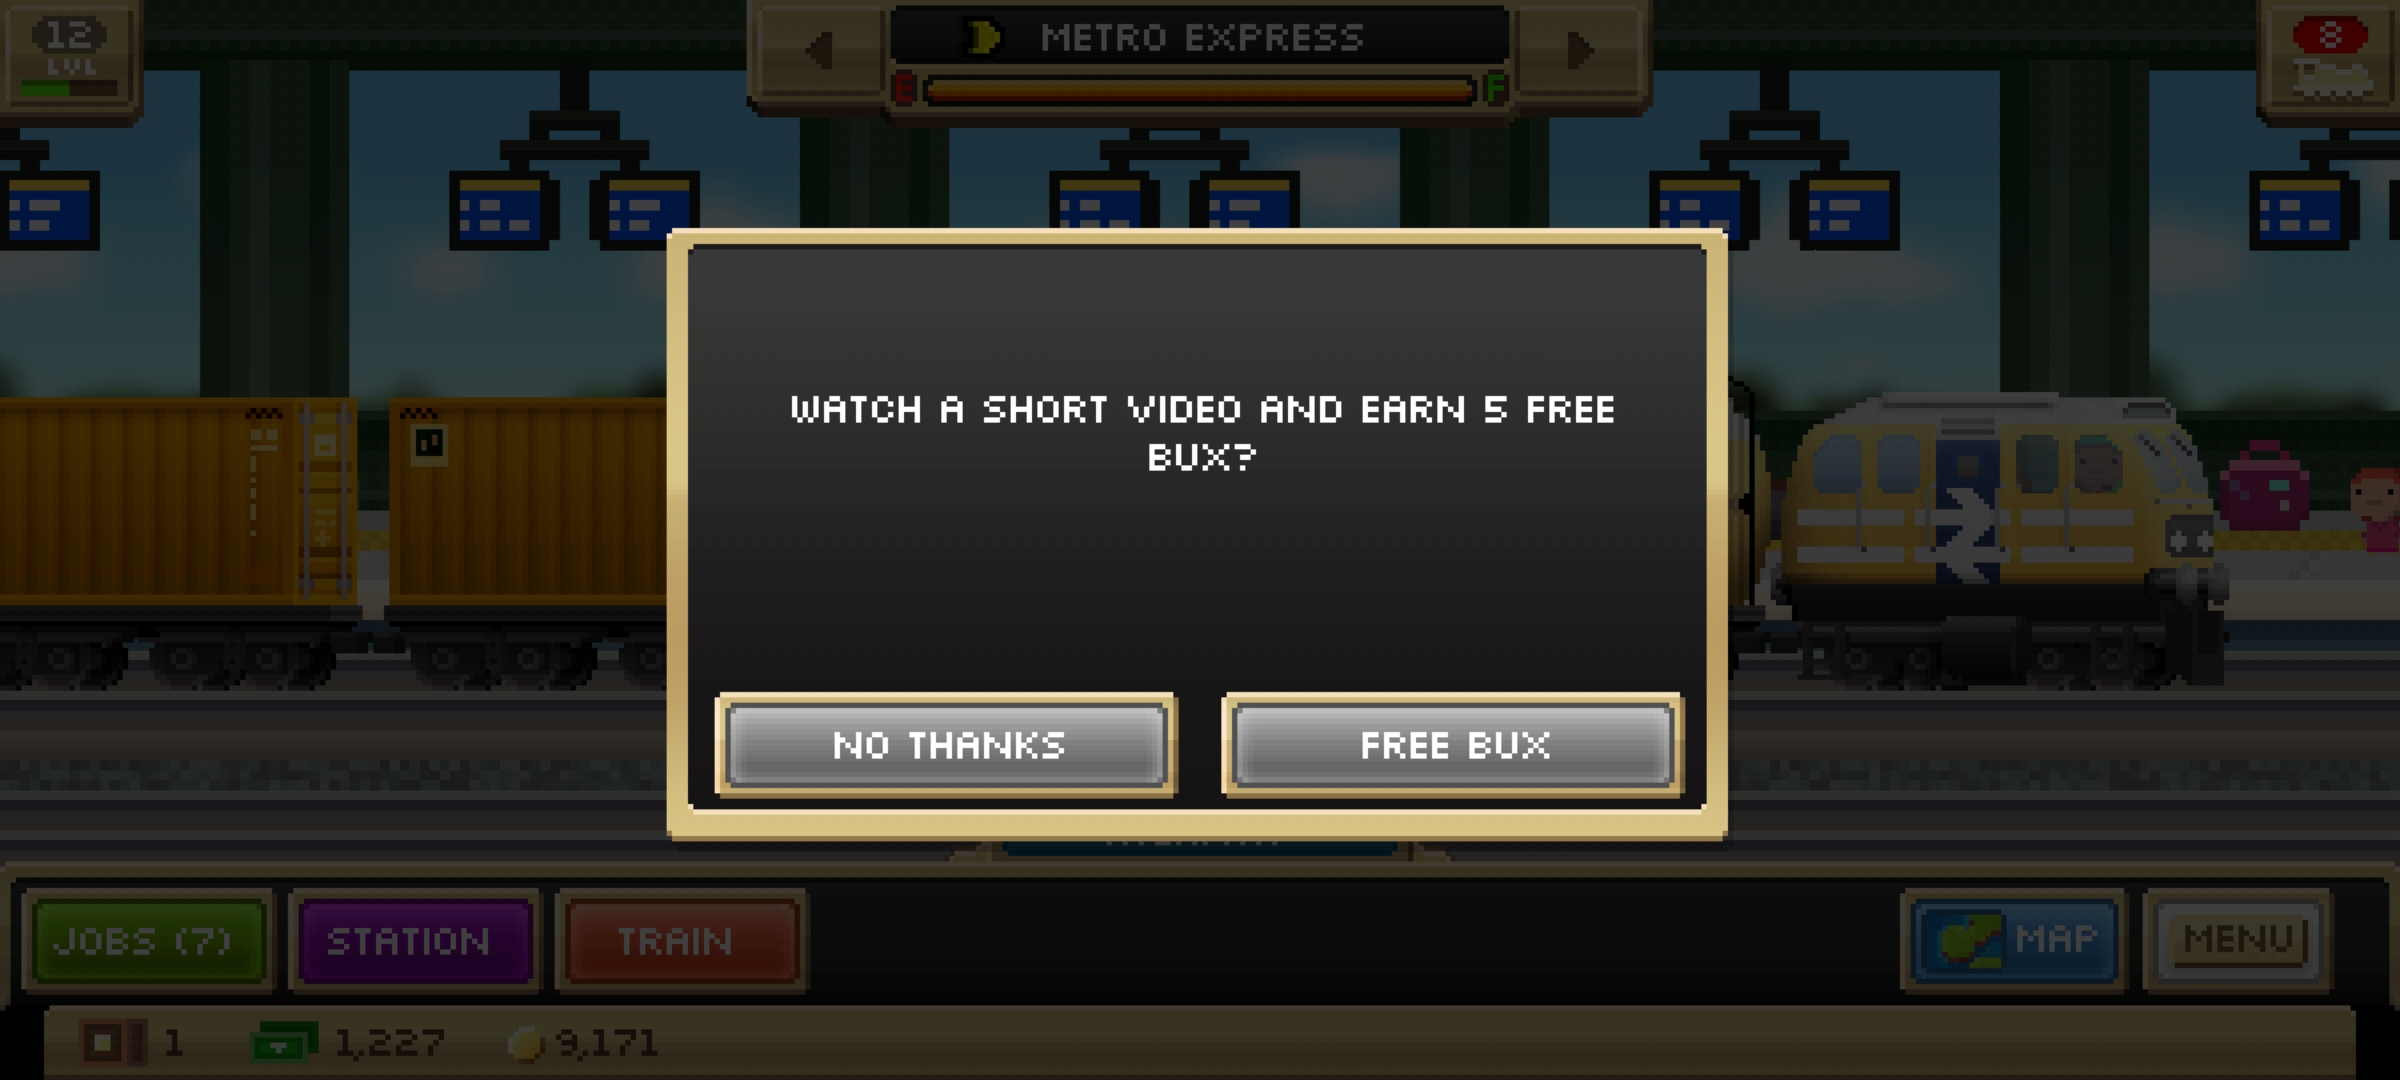 12
LVL
METRO EXPRESS
E F
8
WATCH A SHORT VIDEO AND EARN 5 FREE
BUX?
NO THANKS
FREE BUX
JOBS (7)
STATION
TRAIN
MAP
MENU
1
1,227
9,171